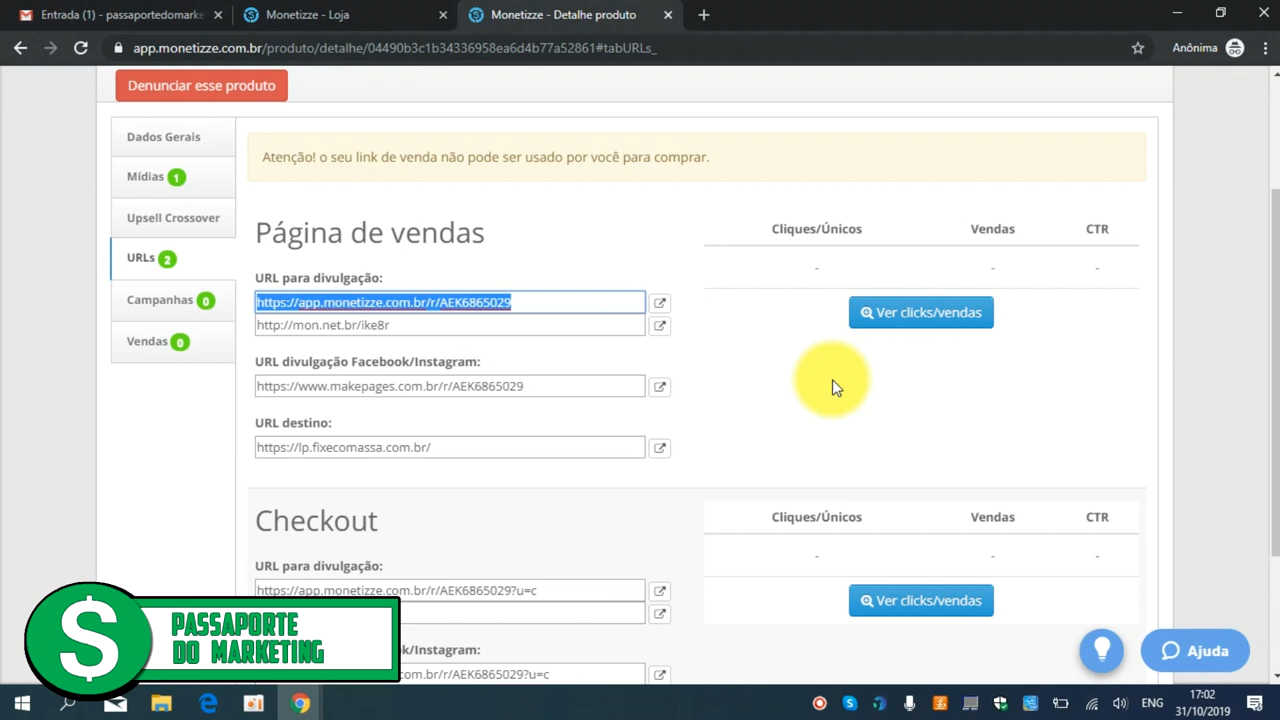 Entrada (1) - passaportedomarke
Monetizze - Loja
Monetizze - Detalhe produto
app.monetizze.com.br/produto/detalhe/04490b3c1b34336958ea6d4b77a52861#tabURLs_
Anônima
Denunciar esse produto
Dados Gerais
Mídias 1
Upsell Crossover
URLs 2
Campanhas 0
Vendas 0
Atenção! o seu link de venda não pode ser usado por você para comprar.
Página de vendas
Cliques/Únicos Vendas CTR
- - -
URL para divulgação:
https://app.monetizze.com.br/r/AEK6865029
http://mon.net.br/ike8r
Ver clicks/vendas
URL divulgação Facebook/Instagram:
https://www.makepages.com.br/r/AEK6865029
URL destino:
https://lp.fixecomassa.com.br/
Checkout
Cliques/Únicos Vendas CTR
- - -
URL para divulgação:
https://app.monetizze.com.br/r/AEK6865029?u=c
Ver clicks/vendas
k/Instagram:
s.com.br/r/AEK6865029?u=c
$ PASSAPORTE
DO MARKETING
Ajuda
ENG
17:02
31/10/2019